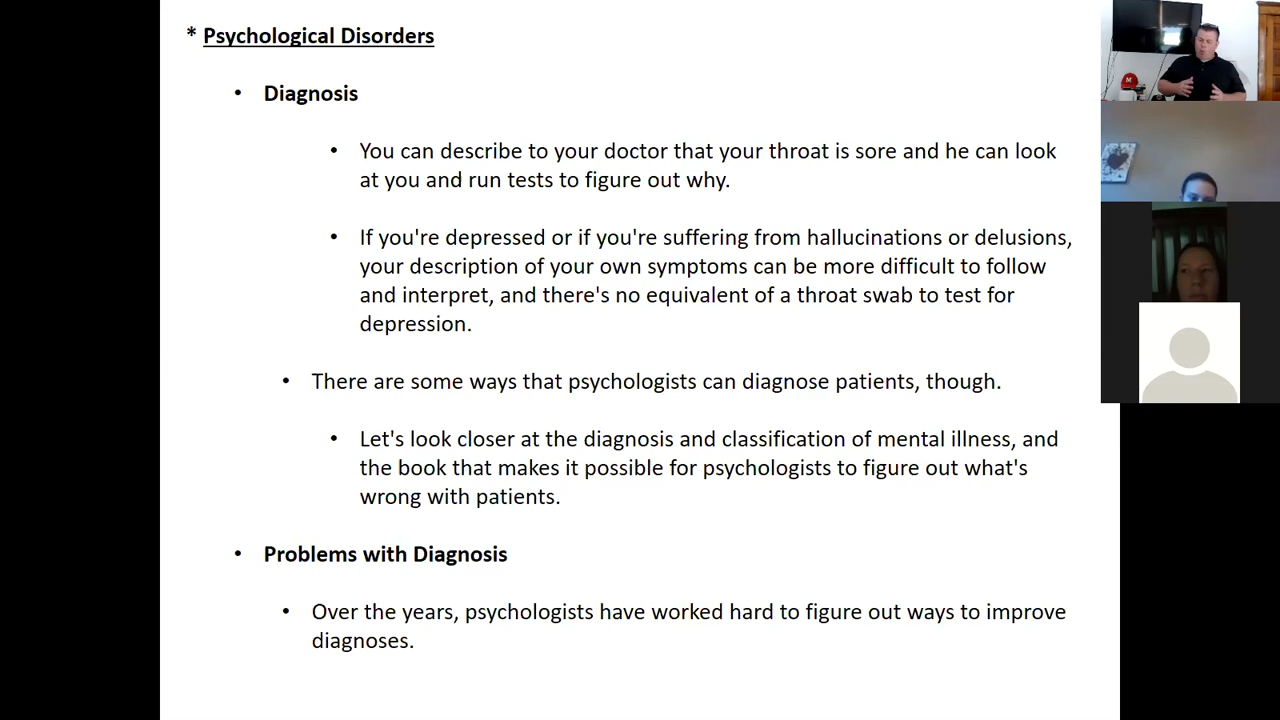 * Psychological Disorders
• Diagnosis
• You can describe to your doctor that your throat is sore and he can look
at you and run tests to figure out why.
• If you're depressed or if you're suffering from hallucinations or delusions,
your description of your own symptoms can be more difficult to follow
and interpret, and there's no equivalent of a throat swab to test for
depression.
• There are some ways that psychologists can diagnose patients, though.
• Let's look closer at the diagnosis and classification of mental illness, and
the book that makes it possible for psychologists to figure out what's
wrong with patients.
• Problems with Diagnosis
• Over the years, psychologists have worked hard to figure out ways to improve
diagnoses.
M